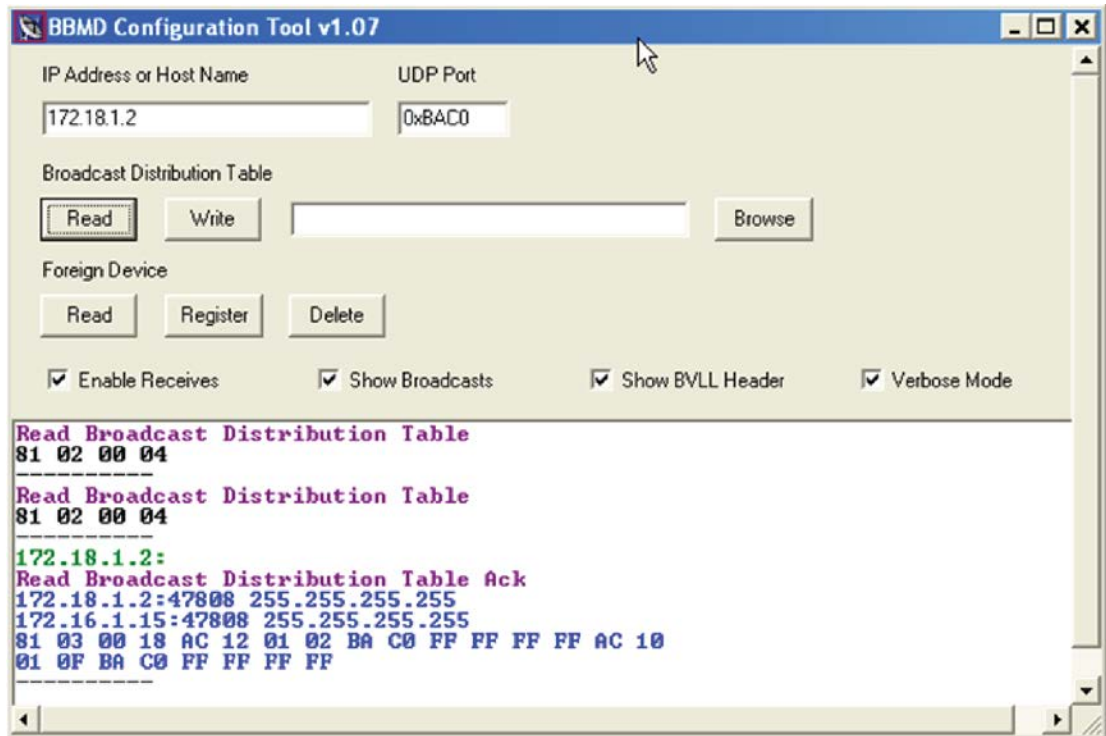 BBMD Configuration Tool v1.07
IP Address or Host Name UDP Port
172.18.1.2 0xBAC0
Broadcast Distribution Table
Read Write Browse
Foreign Device
Read Register Delete
Enable Receives Show Broadcasts Show BVLL Header Verbose Mode
Read Broadcast Distribution Table
81 02 00 04
----------
Read Broadcast Distribution Table
81 02 00 04
----------
172.18.1.2:
Read Broadcast Distribution Table Ack
172.18.1.2:47808 255.255.255.255
172.16.1.15:47808 255.255.255.255
81 03 00 18 AC 12 01 02 BA C0 FF FF FF FF AC 10
01 0F BA C0 FF FF FF FF
----------